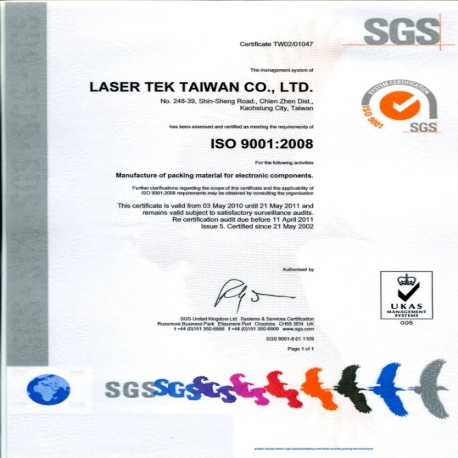 SGS
Certificate TW02/01047
The management system of
LASER TEK TAIWAN CO., LTD.
No. 248-39, Shin-Sheng Road., Chien Zhen Dist.,
Kaohsiung City, Taiwan
has been assessed and certified as meeting the requirements of
ISO 9001:2008
For the following activities
Manufacture of packing material for electronic components.
Further clarifications regarding the scope of this certificate and the applicability of
ISO 9001:2008 requirements may be obtained by consulting the organization
This certificate is valid from 03 May 2010 until 21 May 2011 and
remains valid subject to satisfactory surveillance audits.
Re certification audit due before 11 April 2011
Issue 5. Certified since 21 May 2002
Authorised by
SGS United Kingdom Ltd Systems & Services Certification
Rossmore Business Park Ellesmere Port Cheshire CH65 3EN UK
t +44 (0)151 350-6666 f +44 (0)151 350-6600 www.sgs.com
SGS 9001-8 01 1109
Page 1 of 1
SYSTEM CERTIFICATION
ISO 9001
SGS
UKAS
MANAGEMENT
SYSTEMS
005
SGS SGS SGS